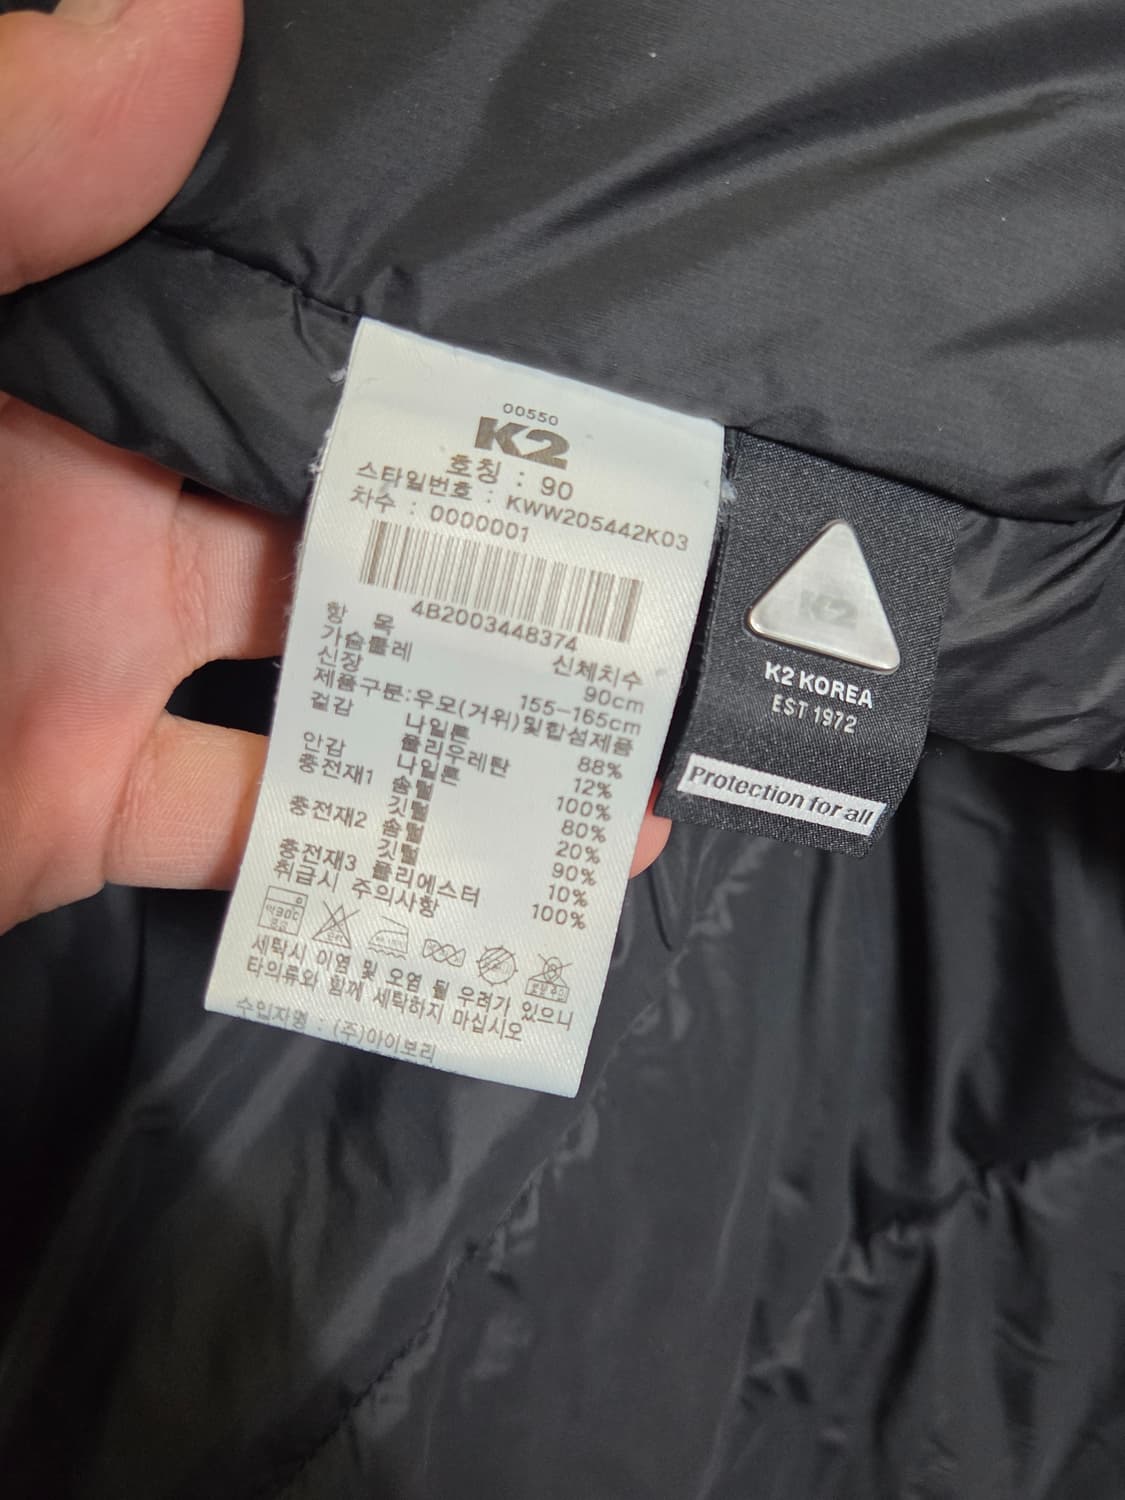 00550
K2
호칭 : 90
스타일번호 : KWW205442K03
차수 : 0000001
4B2003448374
항 목 신체치수
가슴둘레 90cm
신장 155-165cm
제품구분:우모(거위)및합섬제품
겉감 나일론 88%
폴리우레탄 12%
안감 나일론 100%
충전재1 솜털 80%
깃털 20%
충전재2 솜털 90%
깃털 10%
충전재3 폴리에스터 100%
취급시 주의사항
약30℃
세탁시 이염 및 오염 될 우려가 있으니
타의류와 함께 세탁하지 마십시오
수입자명 : (주)아이보리
K2
K2 KOREA
EST 1972
Protection for all